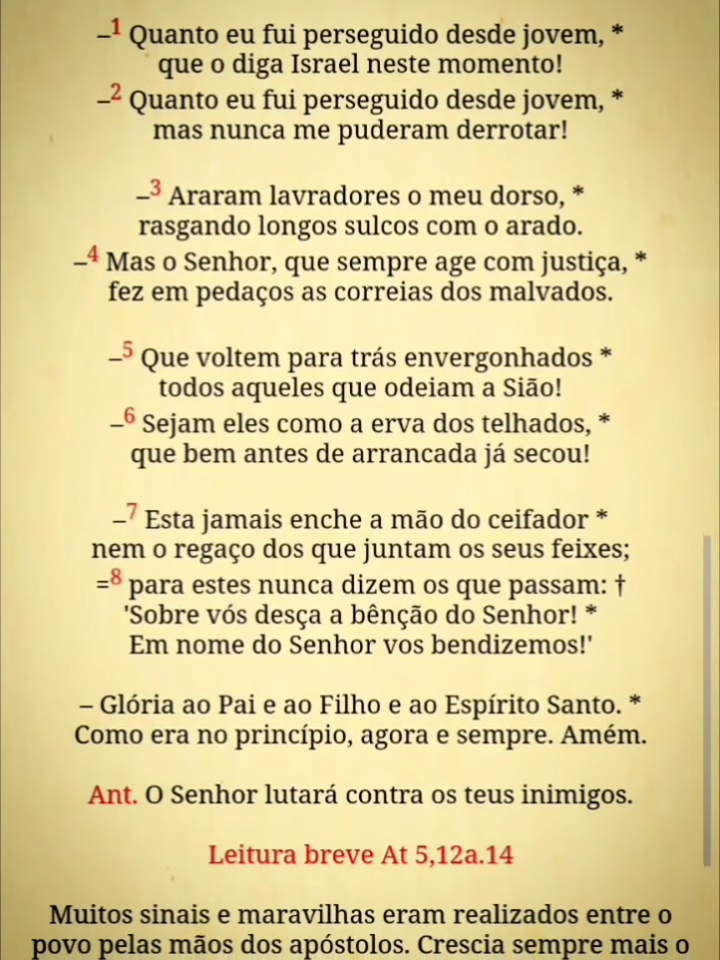 –1 Quanto eu fui perseguido desde jovem, *
que o diga Israel neste momento!
–2 Quanto eu fui perseguido desde jovem, *
mas nunca me puderam derrotar!
–3 Araram lavradores o meu dorso, *
rasgando longos sulcos com o arado.
–4 Mas o Senhor, que sempre age com justiça, *
fez em pedaços as correias dos malvados.
–5 Que voltem para trás envergonhados *
todos aqueles que odeiam a Sião!
–6 Sejam eles como a erva dos telhados, *
que bem antes de arrancada já secou!
–7 Esta jamais enche a mão do ceifador *
nem o regaço dos que juntam os seus feixes;
=8 para estes nunca dizem os que passam: †
'Sobre vós desça a bênção do Senhor! *
Em nome do Senhor vos bendizemos!'
– Glória ao Pai e ao Filho e ao Espírito Santo. *
Como era no princípio, agora e sempre. Amém.
Ant. O Senhor lutará contra os teus inimigos.
Leitura breve At 5,12a.14
Muitos sinais e maravilhas eram realizados entre o
povo pelas mãos dos apóstolos. Crescia sempre mais o